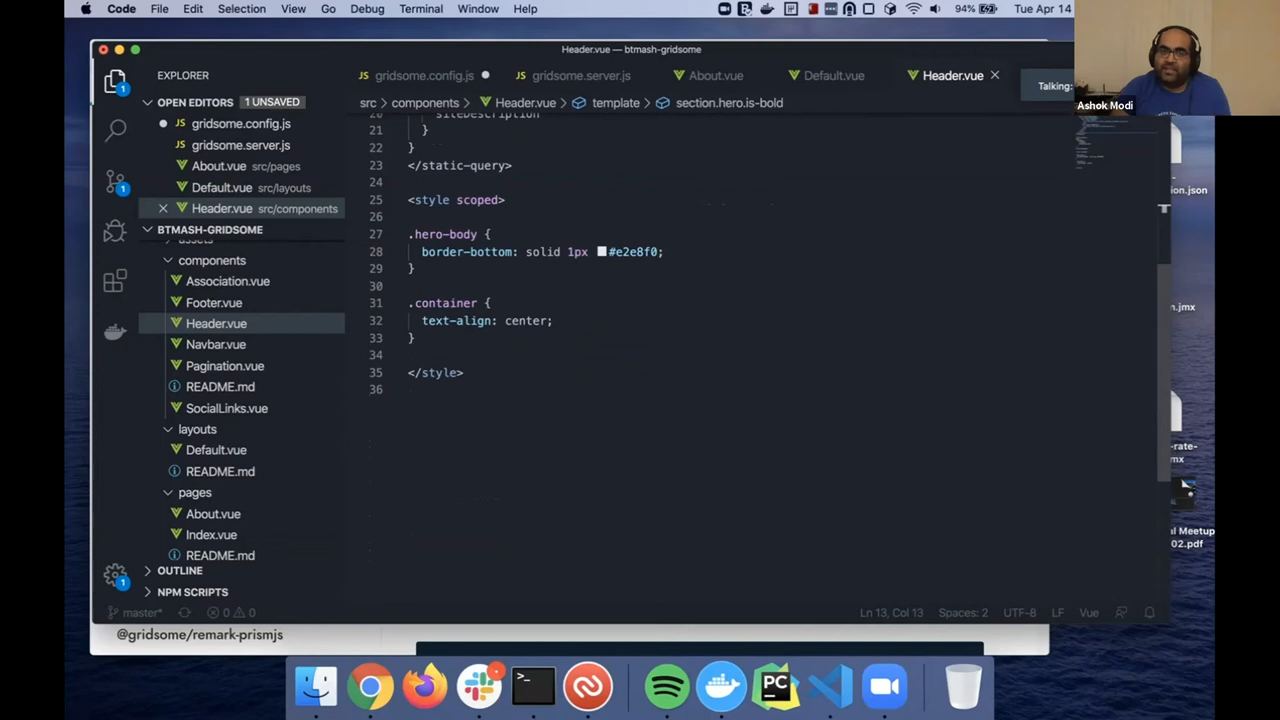 Code File Edit Selection View Go Debug Terminal Window Help 94% Tue Apr 14
Header.vue — btmash-gridsome
EXPLORER
gridsome.config.js
gridsome.server.js
About.vue
Default.vue
Header.vue
Talking:
Ashok Modi
OPEN EDITORS 1 UNSAVED
src
components
Header.vue
template
section.hero.is-bold
JS gridsome.config.js
JS gridsome.server.js
About.vue src/pages
Default.vue src/layouts
Header.vue src/components
BTMASH-GRIDSOME
assets
components
Association.vue
Footer.vue
Header.vue
Navbar.vue
Pagination.vue
README.md
SocialLinks.vue
layouts
Default.vue
README.md
pages
About.vue
Index.vue
README.md
OUTLINE
NPM SCRIPTS
20 siteDescription
21 }
22 }
23 </static-query>
24
25 <style scoped>
26
27 .hero-body {
28 border-bottom: solid 1px #e2e8f0;
29 }
30
31 .container {
32 text-align: center;
33 }
34
35 </style>
36
master* 0 0 Ln 13, Col 13 Spaces: 2 UTF-8 LF Vue
@gridsome/remark-prismjs
ion.json
.jmx
-rate-
mx
al Meetup
02.pdf
PC